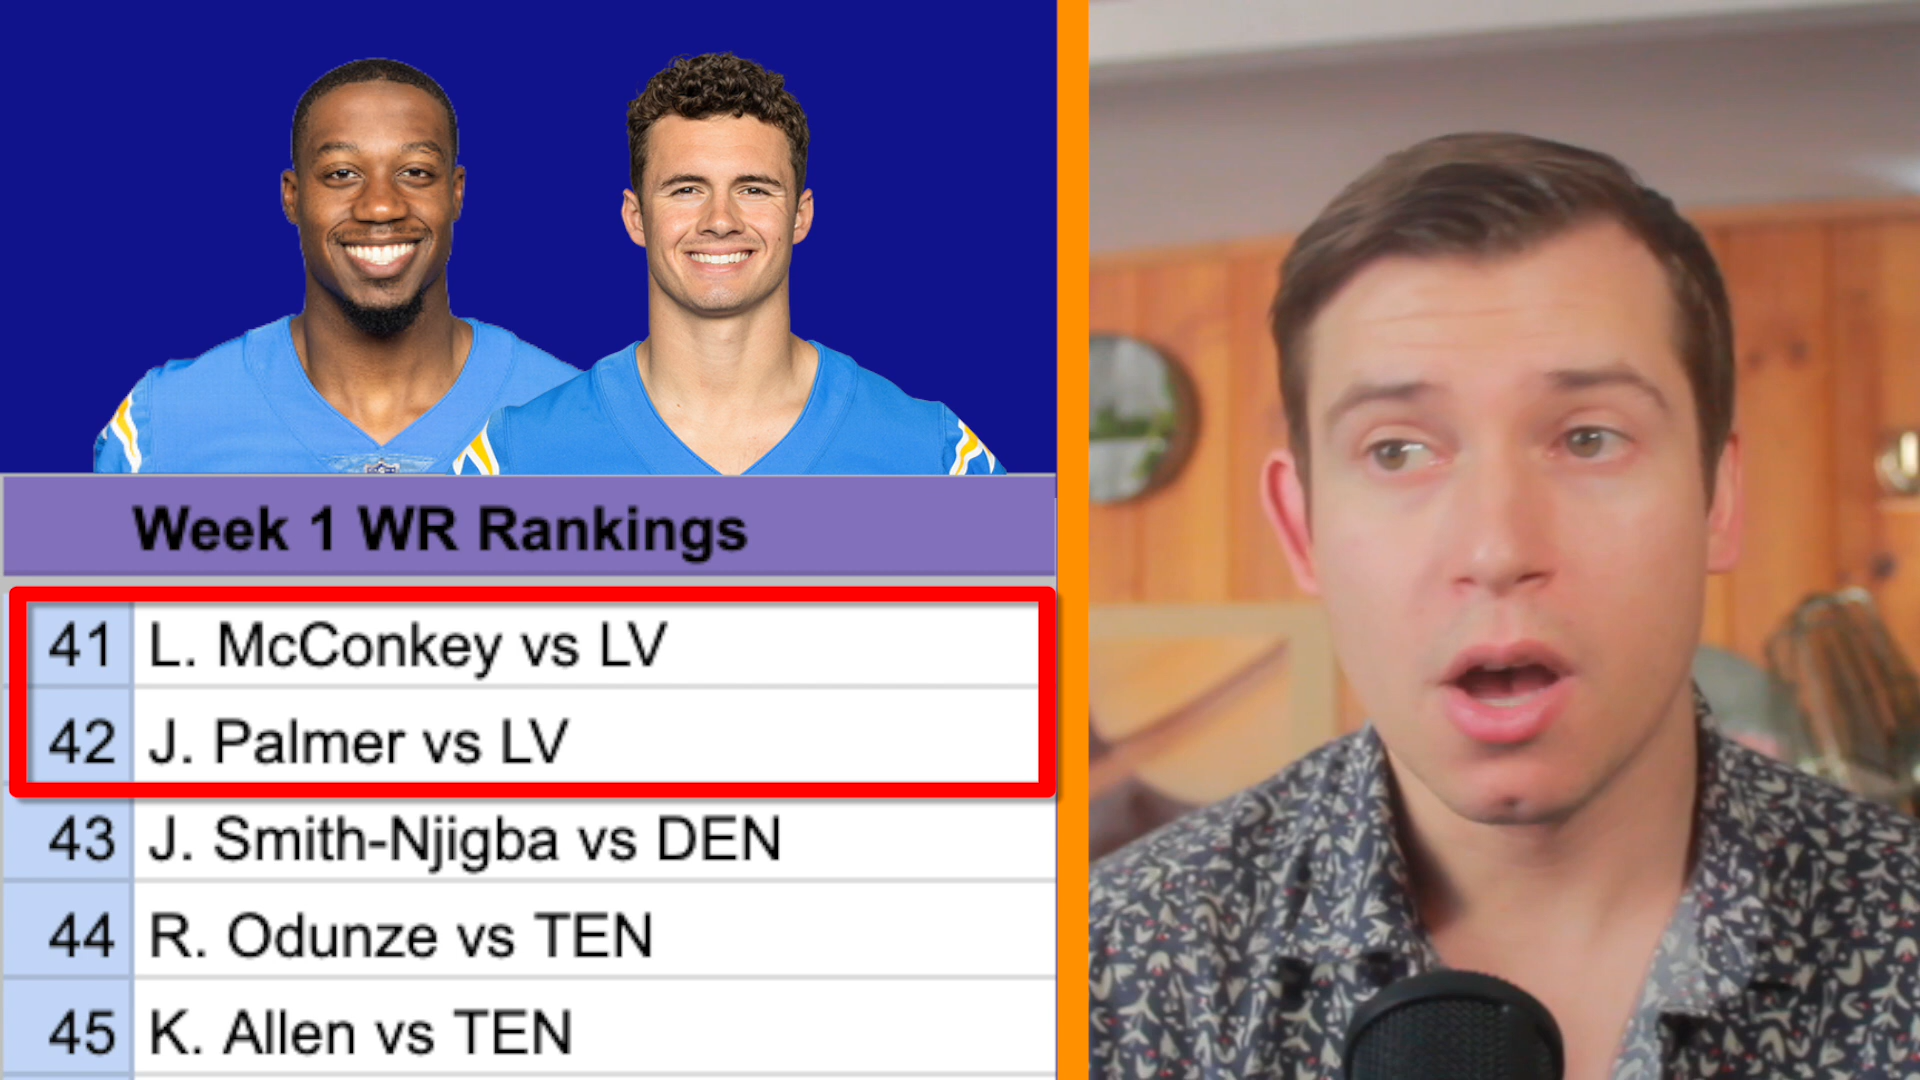 Week 1 WR Rankings
41 L. McConkey vs LV
42 J. Palmer vs LV
43 J. Smith-Njigba vs DEN
44 R. Odunze vs TEN
45 K. Allen vs TEN